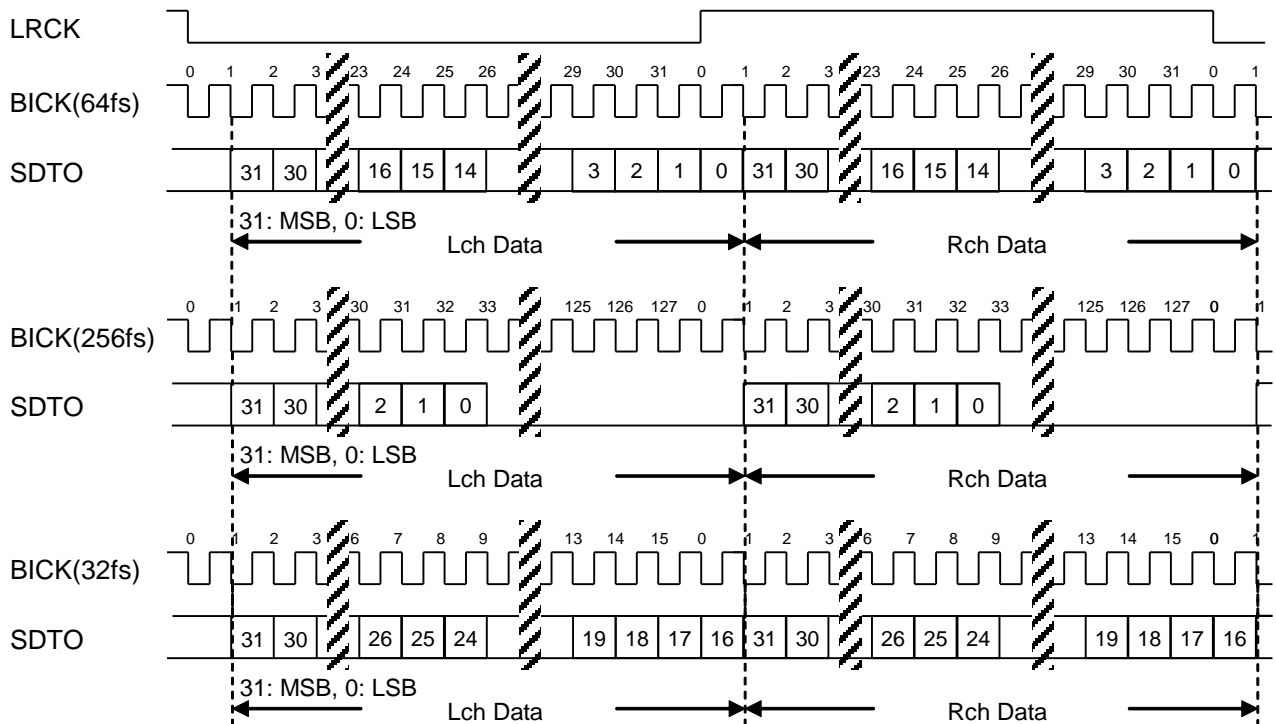 LRCK
0 1 2 3 23 24 25 26 29 30 31 0 1 2 3 23 24 25 26 29 30 31 0 1
BICK(64fs)
SDTO 31 30 16 15 14 3 2 1 0 31 30 16 15 14 3 2 1 0
31: MSB, 0: LSB
Lch Data Rch Data
0 1 2 3 30 31 32 33 125 126 127 0 1 2 3 30 31 32 33 125 126 127 0 1
BICK(256fs)
SDTO 31 30 2 1 0 31 30 2 1 0
31: MSB, 0: LSB
Lch Data Rch Data
0 1 2 3 6 7 8 9 13 14 15 0 1 2 3 6 7 8 9 13 14 15 0 1
BICK(32fs)
SDTO 31 30 26 25 24 19 18 17 16 31 30 26 25 24 19 18 17 16
31: MSB, 0: LSB
Lch Data Rch Data